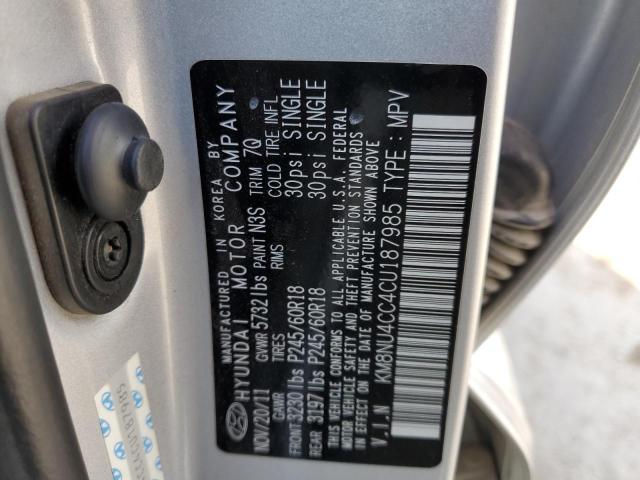 MANUFACTURED IN KOREA BY
HYUNDAI MOTOR COMPANY
NOV/20/11 GVWR 5732 lbs PAINT N3S TRIM 7Q
GAWR TIRES RIMS COLD TIRE INFL
FRONT 3230 lbs P245/60R18 30psi SINGLE
REAR 3197 lbs P245/60R18 30psi SINGLE
THIS VEHICLE CONFORMS TO ALL APPLICABLE U.S.A. FEDERAL
MOTOR VEHICLE SAFETY AND THEFT PREVENTION STANDARDS
IN EFFECT ON THE DATE OF MANUFACTURE SHOWN ABOVE
V.I.N : KM8NU4CC4CU187985 TYPE : MPV
CC4CU187985